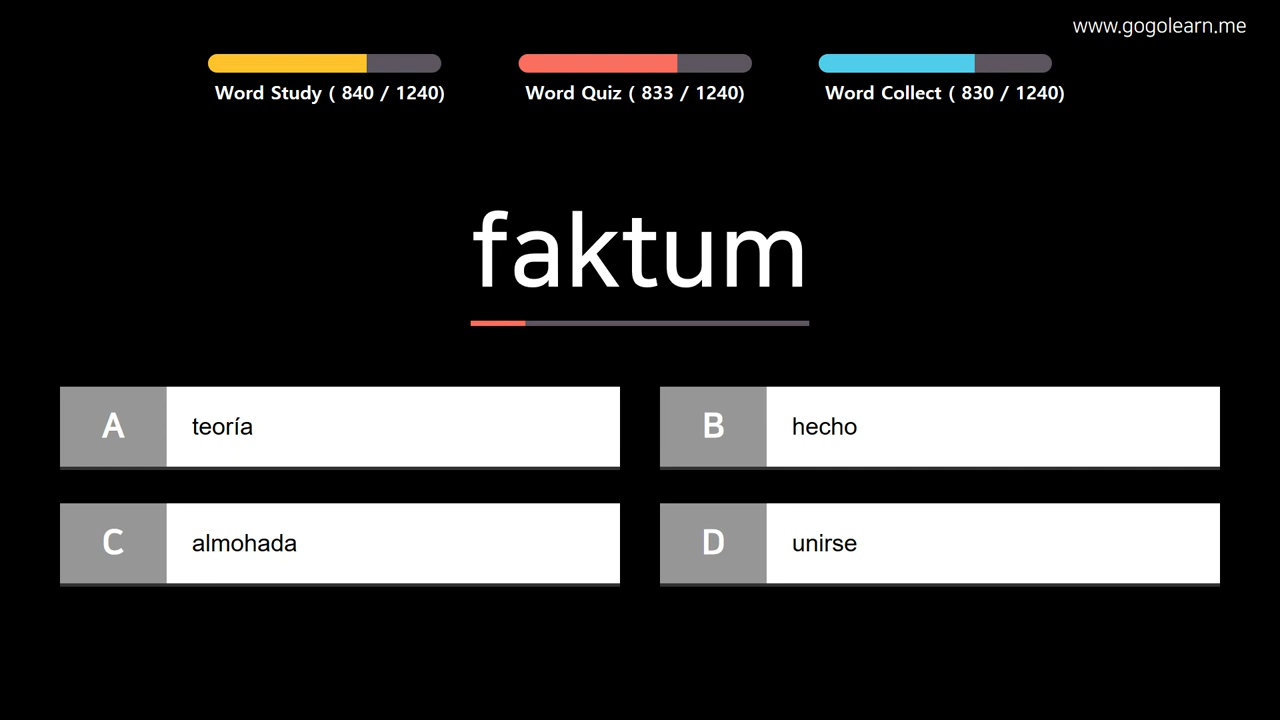 www.gogolearn.me
Word Study ( 840 / 1240)
Word Quiz ( 833 / 1240)
Word Collect ( 830 / 1240)
faktum
A teoría
B hecho
C almohada
D unirse